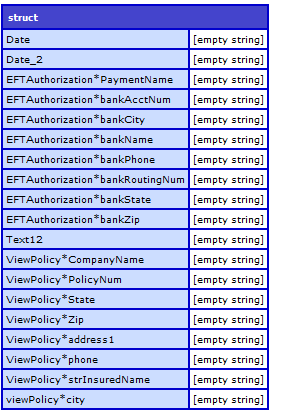 struct
Date [empty string]
Date_2 [empty string]
EFTAuthorization*PaymentName [empty string]
EFTAuthorization*bankAcctNum [empty string]
EFTAuthorization*bankCity [empty string]
EFTAuthorization*bankName [empty string]
EFTAuthorization*bankPhone [empty string]
EFTAuthorization*bankRoutingNum [empty string]
EFTAuthorization*bankState [empty string]
EFTAuthorization*bankZip [empty string]
Text12 [empty string]
ViewPolicy*CompanyName [empty string]
ViewPolicy*PolicyNum [empty string]
ViewPolicy*State [empty string]
ViewPolicy*Zip [empty string]
ViewPolicy*address1 [empty string]
ViewPolicy*phone [empty string]
ViewPolicy*strInsuredName [empty string]
viewPolicy*city [empty string]